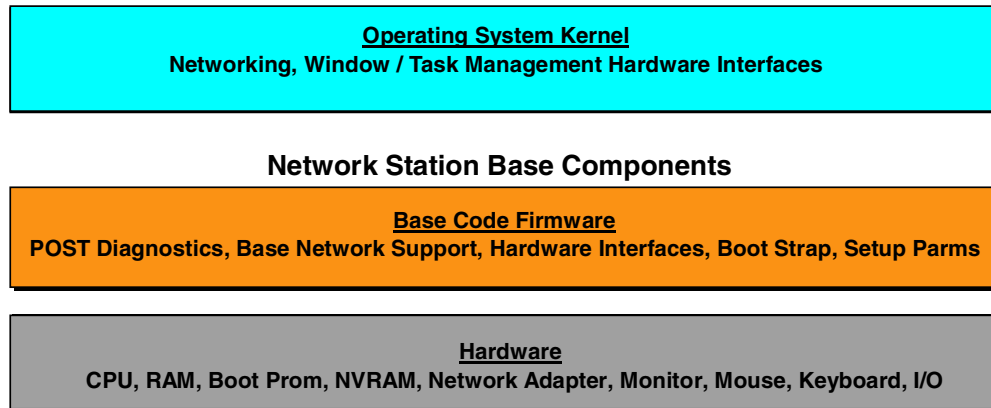 Operating System Kernel
Networking, Window / Task Management Hardware Interfaces
Network Station Base Components
Base Code Firmware
POST Diagnostics, Base Network Support, Hardware Interfaces, Boot Strap, Setup Parms
Hardware
CPU, RAM, Boot Prom, NVRAM, Network Adapter, Monitor, Mouse, Keyboard, I/O